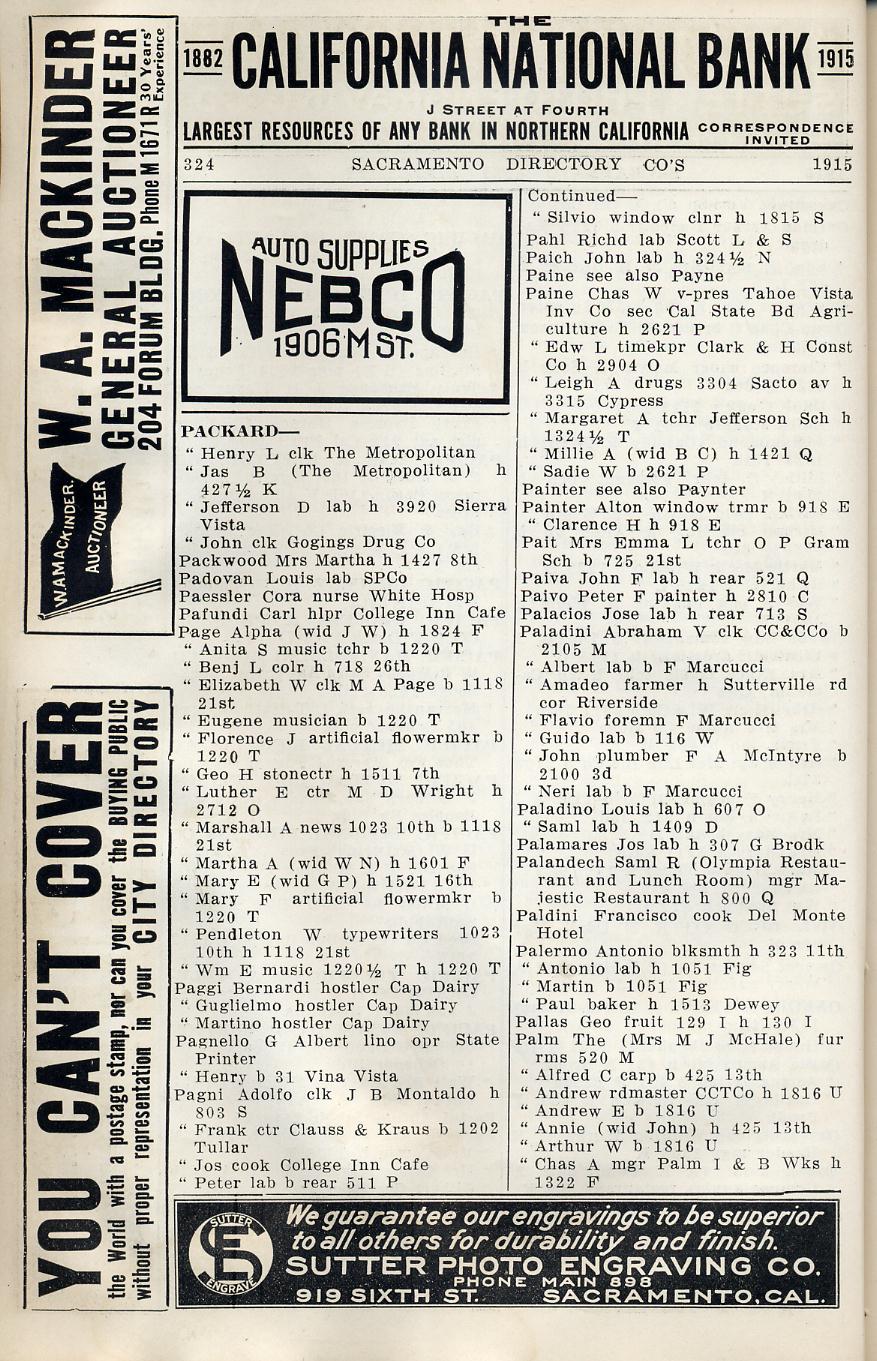 THE
1882 CALIFORNIA NATIONAL BANK 1915
J STREET AT FOURTH
LARGEST RESOURCES OF ANY BANK IN NORTHERN CALIFORNIA CORRESPONDENCE INVITED
324 SACRAMENTO DIRECTORY CO'S 1915
W. A. MACKINDER
GENERAL AUCTIONEER
204 FORUM BLDG. Phone M 1671 R 30 Years' Experience
W.A.MACKINDER.
AUCTIONEER
YOU CAN'T COVER
the World with a postage stamp, nor can you cover the BUYING PUBLIC
without proper representation in your CITY DIRECTORY
AUTO SUPPLIES
NEBCO
1906 M ST.
PACKARD—
" Henry L clk The Metropolitan
" Jas B (The Metropolitan) h
427½ K
" Jefferson D lab h 3920 Sierra
Vista
" John clk Gogings Drug Co
Packwood Mrs Martha h 1427 8th
Padovan Louis lab SPCo
Paessler Cora nurse White Hosp
Pafundi Carl hlpr College Inn Cafe
Page Alpha (wid J W) h 1824 F
" Anita S music tchr b 1220 T
" Benj L colr h 718 26th
" Elizabeth W clk M A Page b 1118
21st
" Eugene musician b 1220 T
" Florence J artificial flowermkr b
1220 T
" Geo H stonectr h 1511 7th
" Luther E ctr M D Wright h
2712 O
" Marshall A news 1023 10th b 1118
21st
" Martha A (wid W N) h 1601 F
" Mary E (wid G P) h 1521 16th
" Mary F artificial flowermkr b
1220 T
" Pendleton W typewriters 1023
10th h 1118 21st
" Wm E music 1220½ T h 1220 T
Paggi Bernardi hostler Cap Dairy
" Guglielmo hostler Cap Dairy
" Martino hostler Cap Dairy
Pagnello G Albert lino opr State
Printer
" Henry b 31 Vina Vista
Pagni Adolfo clk J B Montaldo h
803 S
" Frank ctr Clauss & Kraus b 1202
Tullar
" Jos cook College Inn Cafe
" Peter lab b rear 511 P
Continued—
" Silvio window clnr h 1815 S
Pahl Richd lab Scott L & S
Paich John lab h 324½ N
Paine see also Payne
Paine Chas W v-pres Tahoe Vista
Inv Co sec Cal State Bd Agri-
culture h 2621 P
" Edw L timekpr Clark & H Const
Co h 2904 O
" Leigh A drugs 3304 Sacto av h
3315 Cypress
" Margaret A tchr Jefferson Sch h
1324½ T
" Millie A (wid B C) h 1421 Q
" Sadie W b 2621 P
Painter see also Paynter
Painter Alton window trmr b 918 E
" Clarence H h 918 E
Pait Mrs Emma L tchr O P Gram
Sch b 725 21st
Paiva John F lab h rear 521 Q
Paivo Peter F painter h 2810 C
Palacios Jose lab h rear 713 S
Paladini Abraham V clk CC&CCo b
2105 M
" Albert lab b F Marcucci
" Amadeo farmer h Sutterville rd
cor Riverside
" Flavio foremn F Marcucci
" Guido lab b 116 W
" John plumber F A McIntyre b
2100 3d
" Neri lab b F Marcucci
Paladino Louis lab h 607 O
" Saml lab h 1409 D
Palamares Jos lab h 307 G Brodk
Palandech Saml R (Olympia Restau-
rant and Lunch Room) mgr Ma-
jestic Restaurant h 800 Q
Paldini Francisco cook Del Monte
Hotel
Palermo Antonio blksmth h 323 11th
" Antonio lab h 1051 Fig
" Martin b 1051 Fig
" Paul baker h 1513 Dewey
Pallas Geo fruit 129 I h 130 I
Palm The (Mrs M J McHale) fur
rms 520 M
" Alfred C carp b 425 13th
" Andrew rdmaster CCTCo h 1816 U
" Andrew E b 1816 U
" Annie (wid John) h 425 13th
" Arthur W b 1816 U
" Chas A mgr Palm I & B Wks h
1322 F
SUTTER
ENGRAVE
We guarantee our engravings to be superior
to all others for durability and finish.
SUTTER PHOTO ENGRAVING CO.
PHONE MAIN 898
919 SIXTH ST. SACRAMENTO, CAL.